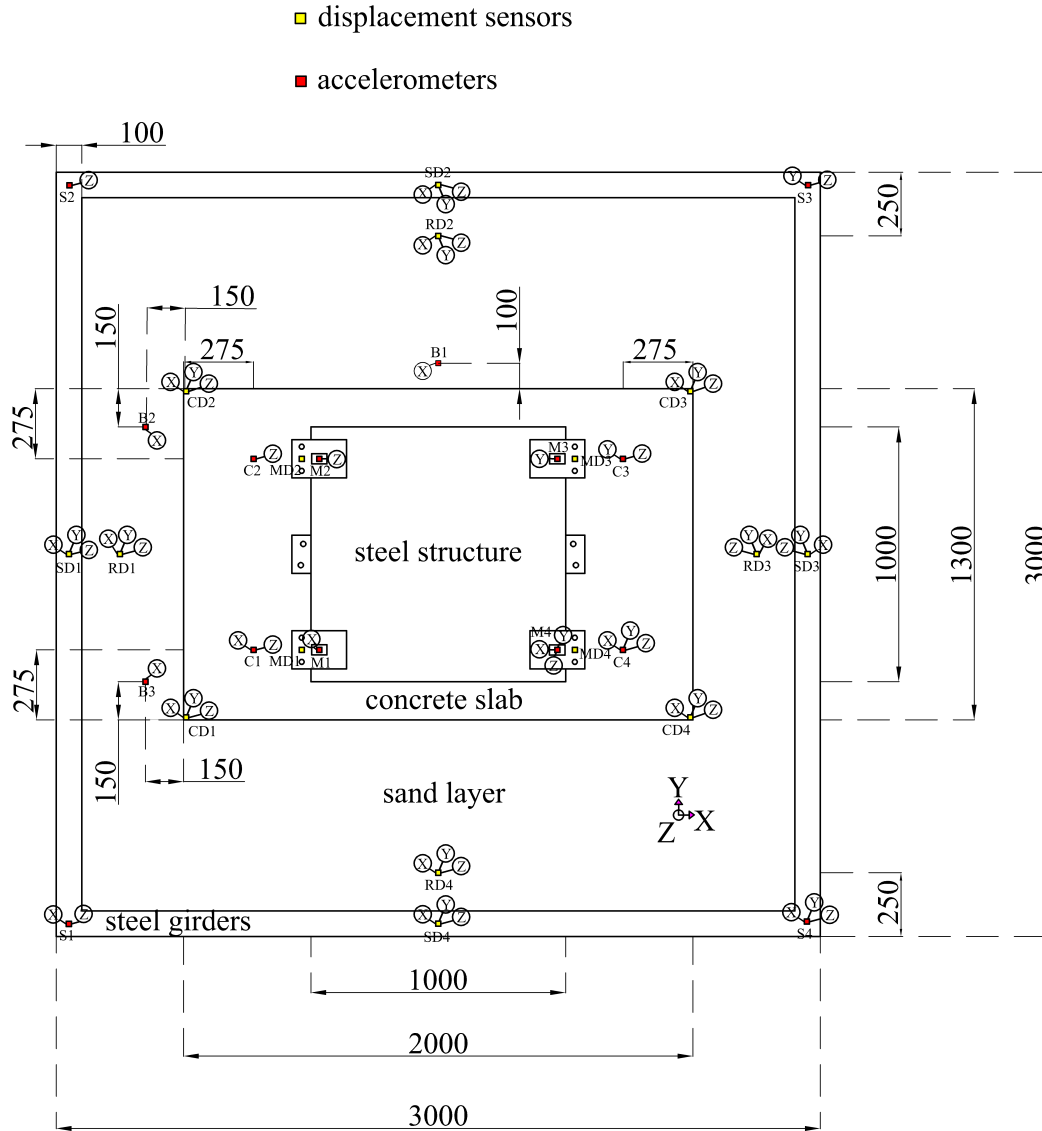 displacement sensors
accelerometers
100
SD2
Z
S2
X
Z
Y
Y
Z
S3
250
RD2
X
Z
Y
150
150
100
275
B1
X
275
X
Y
Z
CD2
X
Y
Z
CD3
275
B2
X
C2
Z
MD2
M2
Z
Y
M3
MD3
Y
Z
C3
X
Y
Z
SD1
X
Y
Z
RD1
steel structure
Z
Y
X
RD3
Z
Y
X
SD3
1000
1300
3000
X
Z
C1
MD1
X
M1
M4
Y
X
Z
MD4
X
Y
Z
C4
275
B3
X
concrete slab
X
Y
Z
CD1
X
Y
Z
CD4
150
150
sand layer
Y
Z
X
X
Y
Z
RD4
250
X
Z
S1
steel girders
X
Y
Z
SD4
X
Y
Z
S4
1000
2000
3000